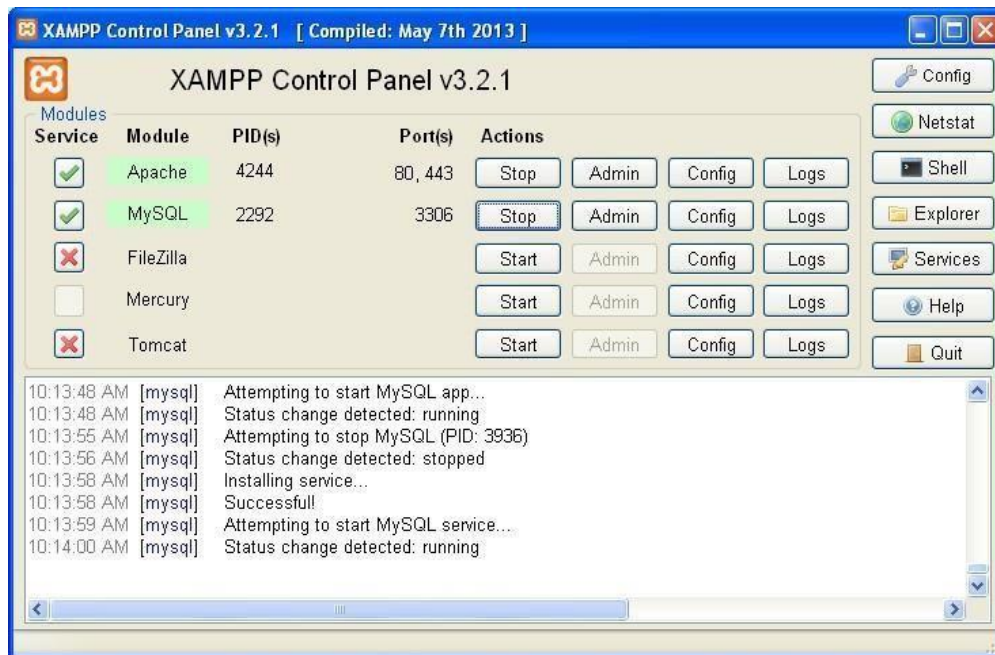 XAMPP Control Panel v3.2.1 [ Compiled: May 7th 2013 ]
XAMPP Control Panel v3.2.1
Config
Modules
Netstat
Service Module PID(s) Port(s) Actions
Apache 4244 80, 443 Stop Admin Config Logs
Shell
MySQL 2292 3306 Stop Admin Config Logs
Explorer
FileZilla Start Admin Config Logs
Services
Mercury Start Admin Config Logs
Help
Tomcat Start Admin Config Logs
Quit
10:13:48 AM [mysql] Attempting to start MySQL app...
10:13:48 AM [mysql] Status change detected: running
10:13:55 AM [mysql] Attempting to stop MySQL (PID: 3936)
10:13:56 AM [mysql] Status change detected: stopped
10:13:58 AM [mysql] Installing service...
10:13:58 AM [mysql] Successful!
10:13:59 AM [mysql] Attempting to start MySQL service...
10:14:00 AM [mysql] Status change detected: running